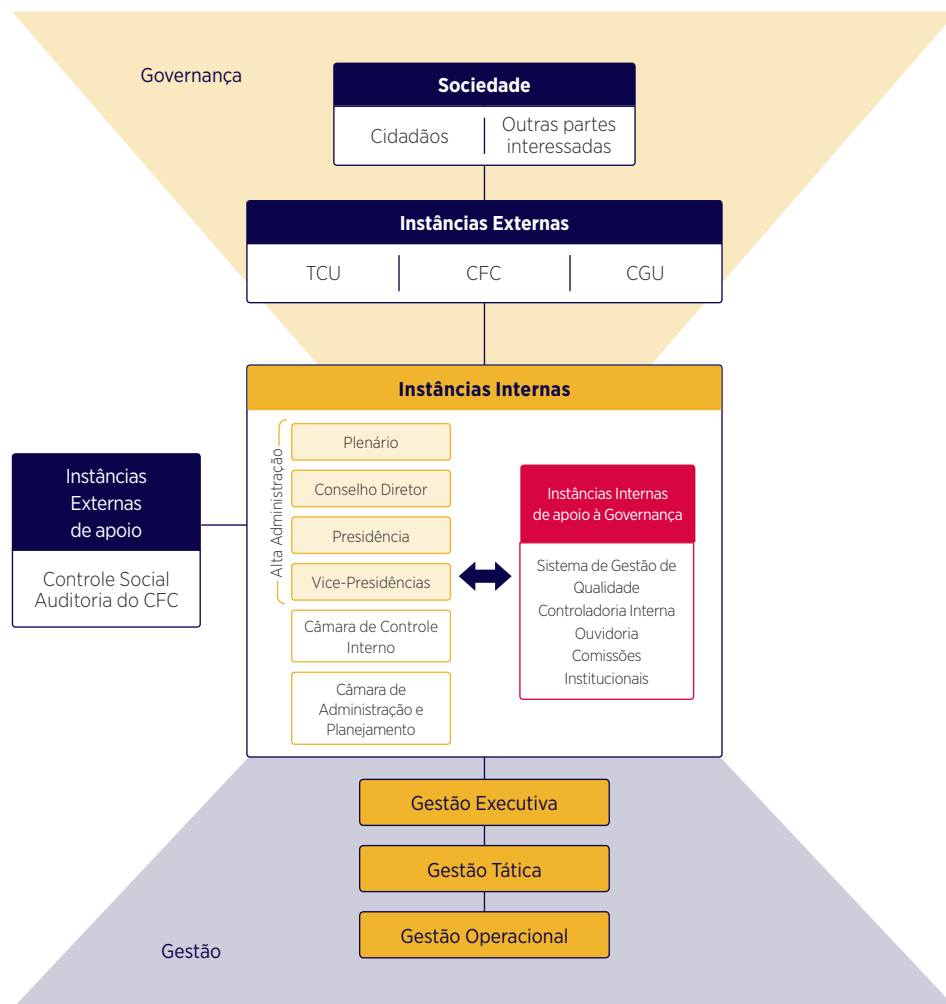 Governança
Sociedade
Cidadãos
Outras partes
interessadas
Instâncias Externas
TCU
CFC
CGU
Instâncias Internas
Alta Administração
Plenário
Conselho Diretor
Presidência
Vice-Presidências
Câmara de Controle
Interno
Câmara de
Administração e
Planejamento
Instâncias Internas
de apoio à Governança
Sistema de Gestão de
Qualidade
Controladoria Interna
Ouvidoria
Comissões
Institucionais
Instâncias
Externas
de apoio
Controle Social
Auditoria do CFC
Gestão Executiva
Gestão Tática
Gestão Operacional
Gestão